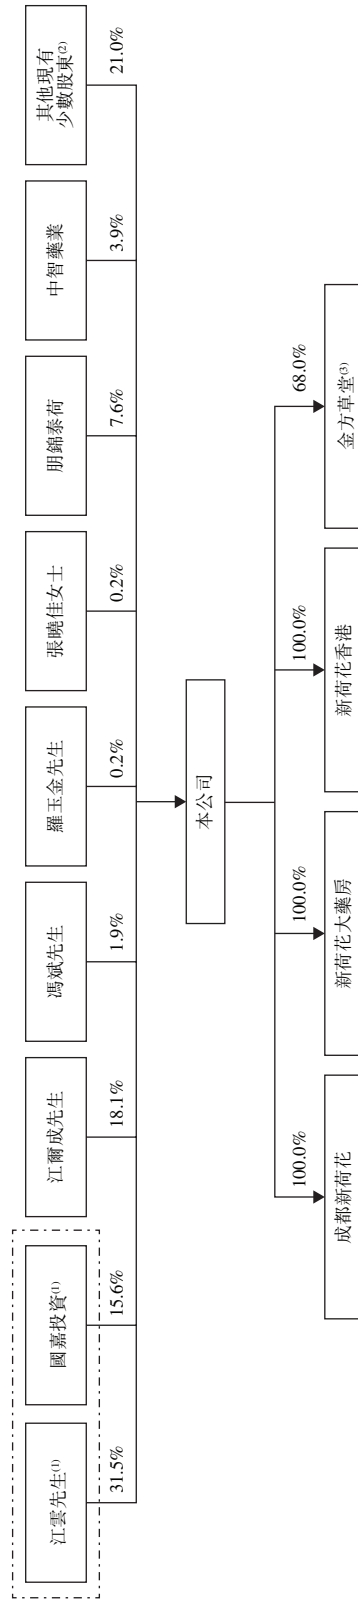 江雲先生(1)
國嘉投資(1)
江爾成先生
馮斌先生
羅玉金先生
張曉佳女士
朋錦泰荷
中智藥業
其他現有
少數股東(2)
31.5%
15.6%
18.1%
1.9%
0.2%
0.2%
7.6%
3.9%
21.0%
本公司
100.0%
100.0%
100.0%
68.0%
成都新荷花
新荷花大藥房
新荷花香港
金方草堂(3)